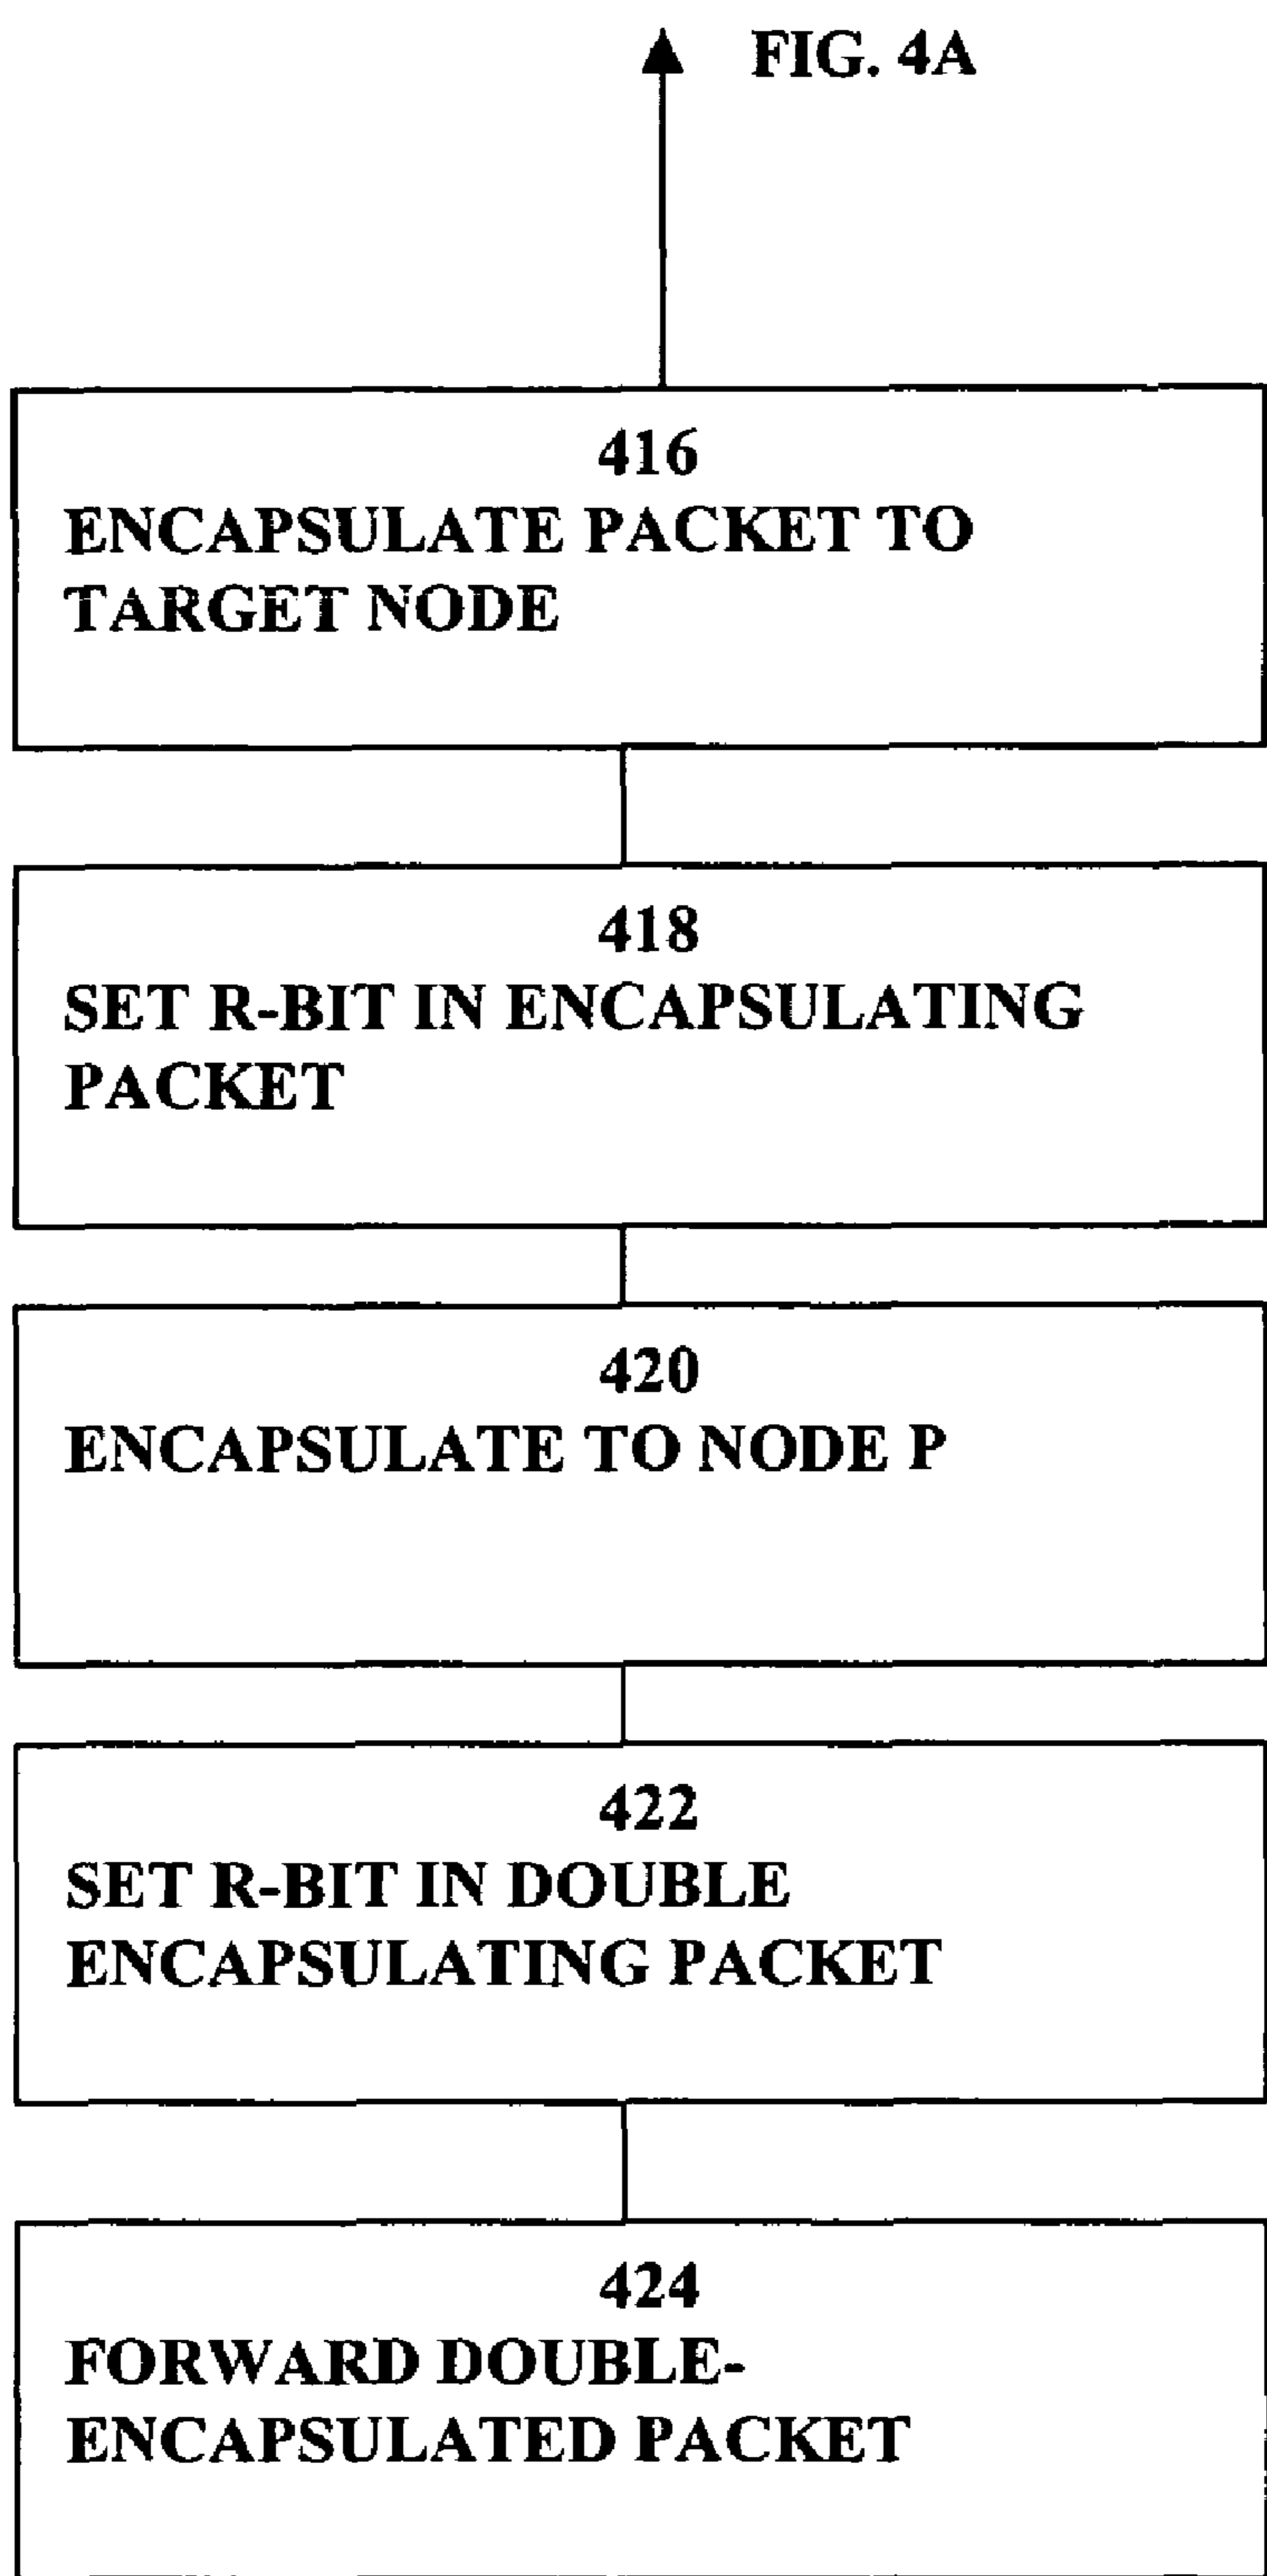 FIG. 4A
416
ENCAPSULATE PACKET TO
TARGET NODE
418
SET R-BIT IN ENCAPSULATING
PACKET
420
ENCAPSULATE TO NODE P
422
SET R-BIT IN DOUBLE
ENCAPSULATING PACKET
424
FORWARD DOUBLE-
ENCAPSULATED PACKET